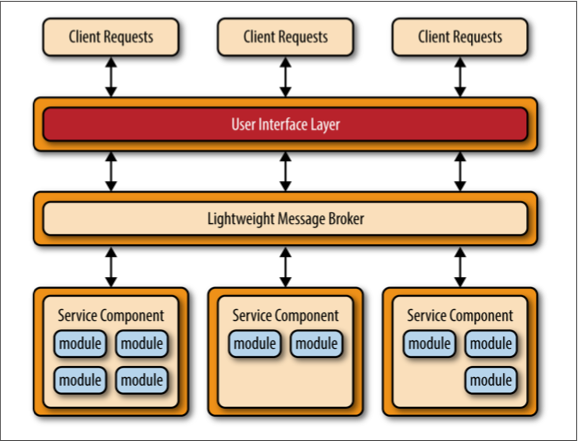 Client Requests
Client Requests
Client Requests
User Interface Layer
Lightweight Message Broker
Service Component
module module
module module
Service Component
module module
Service Component
module module
module